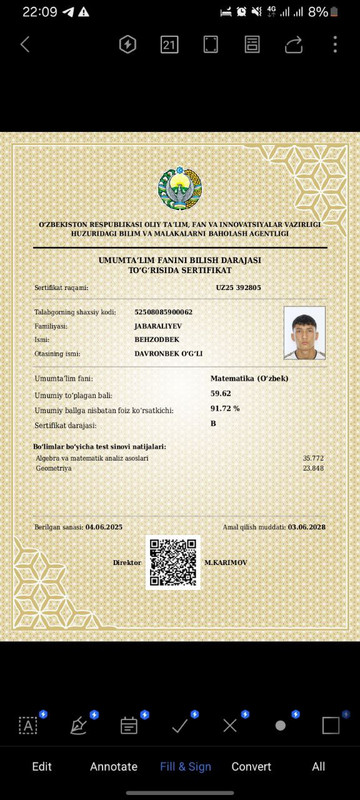 22:09
4G
8%
21
O'ZBEKISTON RESPUBLIKASI OLIY TA'LIM, FAN VA INNOVATSIYALAR VAZIRLIGI
HUZURIDAGI BILIM VA MALAKALARNI BAHOLASH AGENTLIGI
UMUMTA'LIM FANINI BILISH DARAJASI
TO'G'RISIDA SERTIFIKAT
Sertifikat raqami: UZ25 392805
Talabgorning shaxsiy kodi: 52508085900062
Familiyasi: JABARALIYEV
Ismi: BEHZODBEK
Otasining ismi: DAVRONBEK O'G'LI
Umumta'lim fani: Matematika (O'zbek)
Umumiy to'plagan bali: 59.62
Umumiy ballga nisbatan foiz ko'rsatkichi: 91.72 %
Sertifikat darajasi: B
Bo'limlar bo'yicha test sinovi natijalari:
Algebra va matematik analiz asoslari 35.772
Geometriya 23.848
Berilgan sanasi: 04.06.2025 Amal qilish muddati: 03.06.2028
Direktor M.KARIMOV
Edit Annotate Fill & Sign Convert All